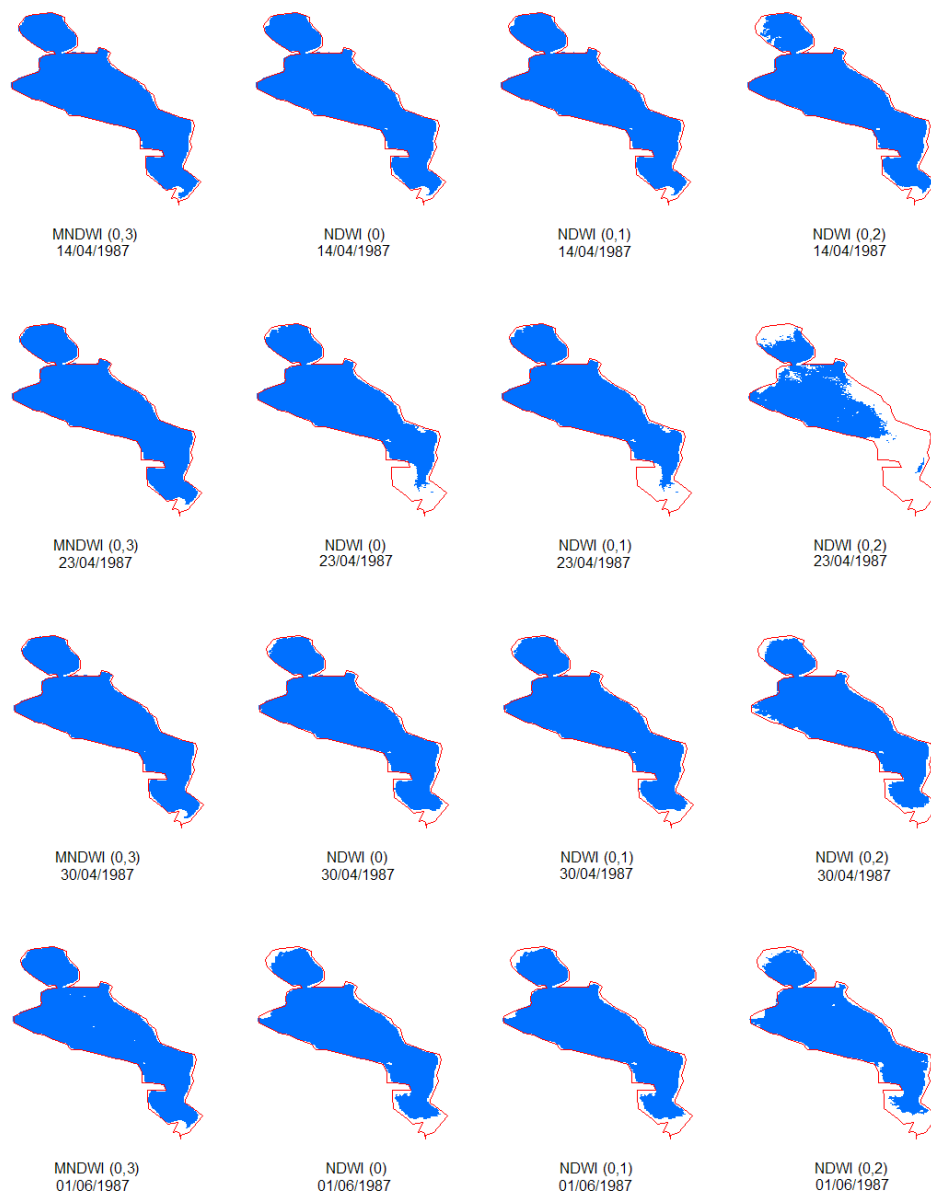 MNDWI (0,3)
14/04/1987
NDWI (0)
14/04/1987
NDWI (0,1)
14/04/1987
NDWI (0,2)
14/04/1987
MNDWI (0,3)
23/04/1987
NDWI (0)
23/04/1987
NDWI (0,1)
23/04/1987
NDWI (0,2)
23/04/1987
MNDWI (0,3)
30/04/1987
NDWI (0)
30/04/1987
NDWI (0,1)
30/04/1987
NDWI (0,2)
30/04/1987
MNDWI (0,3)
01/06/1987
NDWI (0)
01/06/1987
NDWI (0,1)
01/06/1987
NDWI (0,2)
01/06/1987